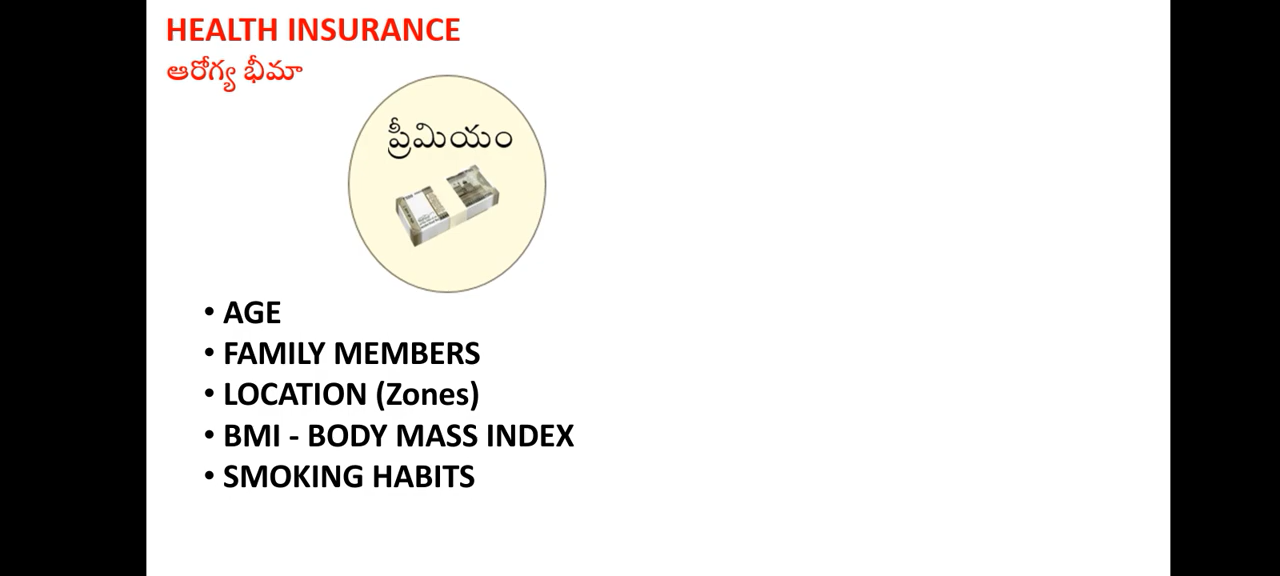 HEALTH INSURANCE
ఆరోగ్య భీమా
ప్రీమియం
• AGE
• FAMILY MEMBERS
• LOCATION (Zones)
• BMI - BODY MASS INDEX
• SMOKING HABITS